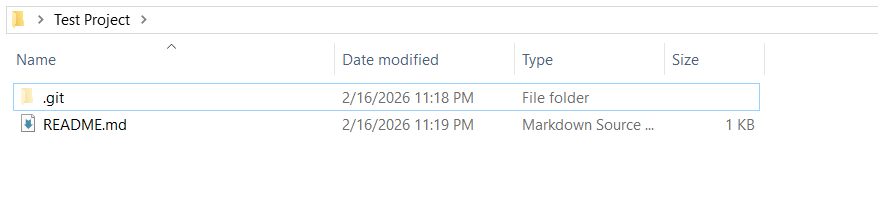 Test Project
Name Date modified Type Size
.git 2/16/2026 11:18 PM File folder
README.md 2/16/2026 11:19 PM Markdown Source ... 1 KB